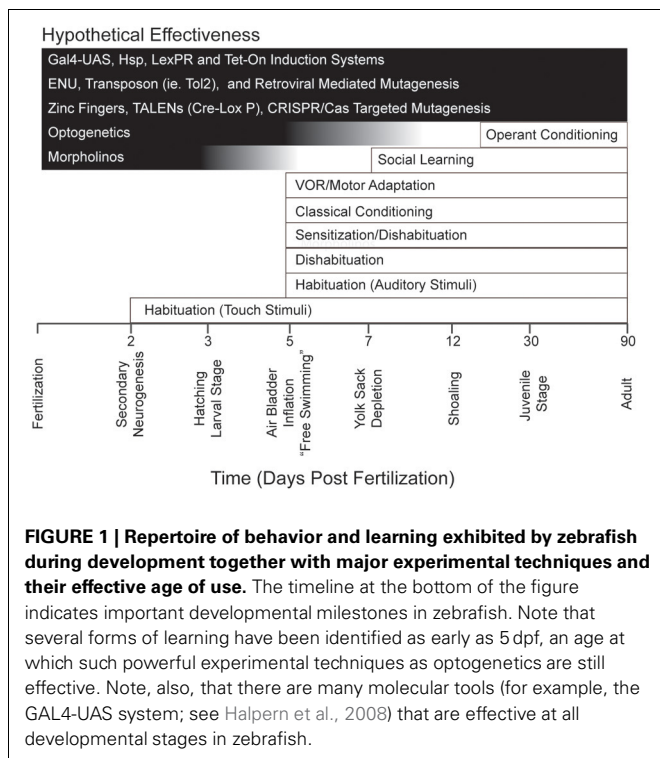 Hypothetical Effectiveness
Gal4-UAS, Hsp, LexPR and Tet-On Induction Systems
ENU, Transposon (ie. Tol2), and Retroviral Mediated Mutagenesis
Zinc Fingers, TALENs (Cre-Lox P), CRISPR/Cas Targeted Mutagenesis
Optogenetics
Operant Conditioning
Morpholinos
Social Learning
VOR/Motor Adaptation
Classical Conditioning
Sensitization/Dishabituation
Dishabituation
Habituation (Auditory Stimuli)
Habituation (Touch Stimuli)
2 3 5 7 12 30 90
Fertilization
Secondary
Neurogenesis
Hatching
Larval Stage
Air Bladder
Inflation
"Free Swimming"
Yolk Sack
Depletion
Shoaling
Juvenile
Stage
Adult
Time (Days Post Fertilization)
FIGURE 1 | Repertoire of behavior and learning exhibited by zebrafish
during development together with major experimental techniques and
their effective age of use. The timeline at the bottom of the figure
indicates important developmental milestones in zebrafish. Note that
several forms of learning have been identified as early as 5 dpf, an age at
which such powerful experimental techniques as optogenetics are still
effective. Note, also, that there are many molecular tools (for example, the
GAL4-UAS system; see Halpern et al., 2008) that are effective at all
developmental stages in zebrafish.